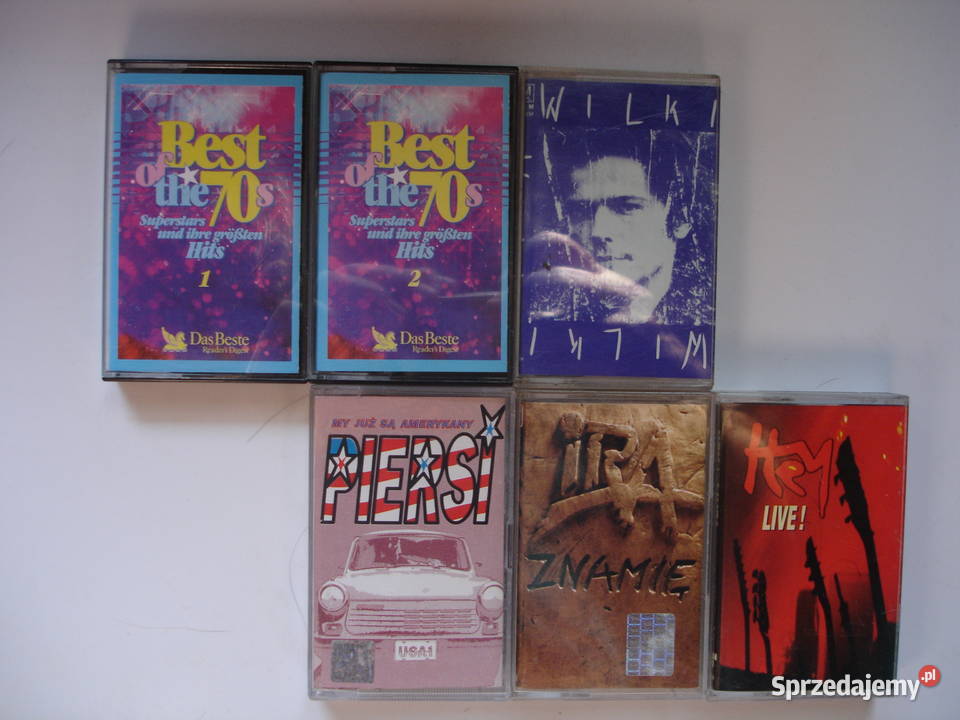 Best
of
the 70s
Superstars
und ihre größten
Hits
1
Das Beste
Reader's Digest
Best
of
the 70s
Superstars
und ihre größten
Hits
2
Das Beste
Reader's Digest
WILKI
WILKI
MY JUŻ SĄ AMERYKANY
PIERSI
USA1
IRA
ZNAMIĘ
HEY
LIVE!
Sprzedajemy.pl